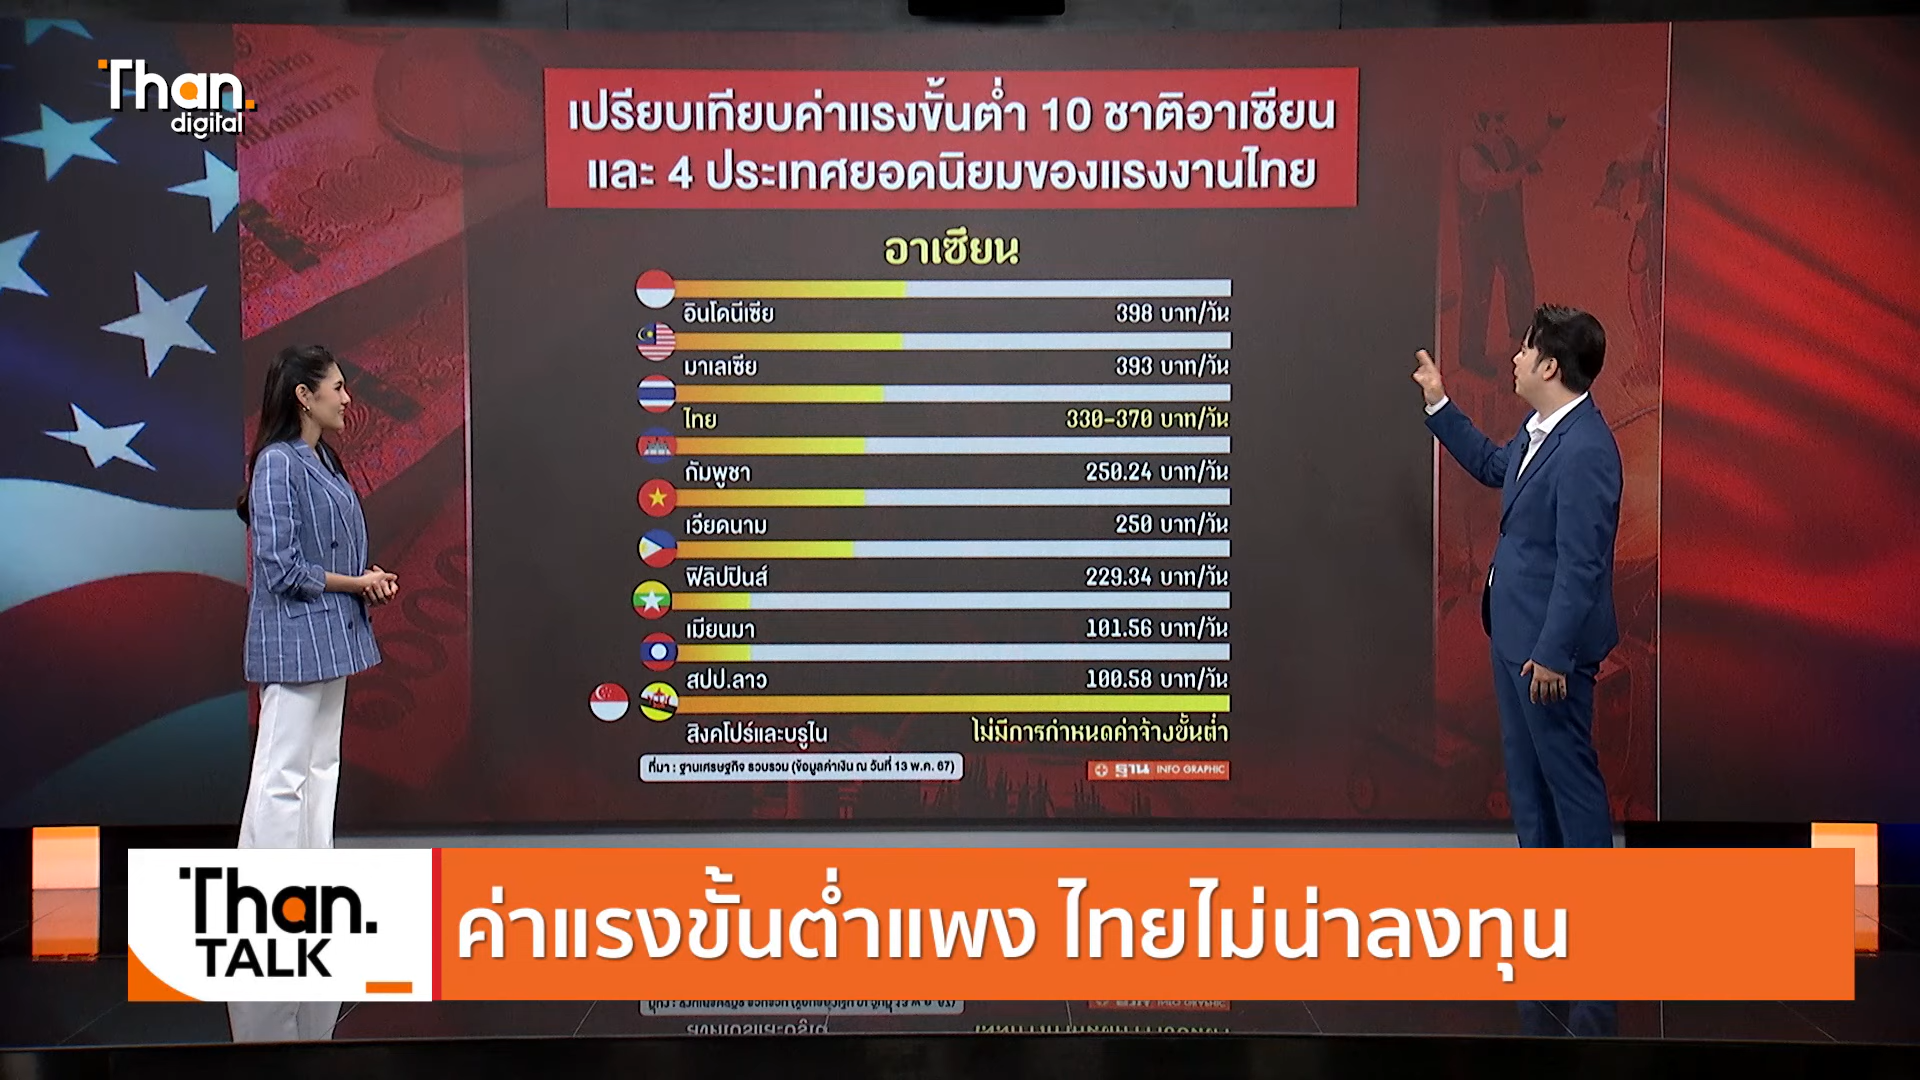 Than.
digital
เปรียบเทียบค่าแรงขั้นต่ำ 10 ชาติอาเซียน
และ 4 ประเทศยอดนิยมของแรงงานไทย
อาเซียน
อินโดนีเซีย 398 บาท/วัน
มาเลเซีย 393 บาท/วัน
ไทย 330-370 บาท/วัน
กัมพูชา 250.24 บาท/วัน
เวียดนาม 250 บาท/วัน
ฟิลิปปินส์ 229.34 บาท/วัน
เมียนมา 101.56 บาท/วัน
สปป.ลาว 100.58 บาท/วัน
สิงคโปร์และบรูไน ไม่มีการกำหนดค่าจ้างขั้นต่ำ
ที่มา : ฐานเศรษฐกิจ รวบรวม (ข้อมูลค่าเงิน ณ วันที่ 13 พ.ค. 67)
ฐาน INFO GRAPHIC
Than.
TALK
ค่าแรงขั้นต่ำแพง ไทยไม่น่าลงทุน